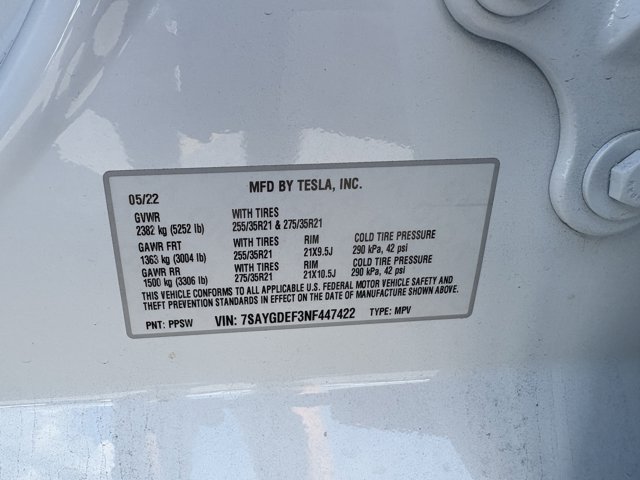 MFD BY TESLA, INC.
05/22
GVWR WITH TIRES
2382 kg (5252 lb) 255/35R21 & 275/35R21
GAWR FRT WITH TIRES RIM COLD TIRE PRESSURE
1363 kg (3004 lb) 255/35R21 21X9.5J 290 kPa, 42 psi
GAWR RR WITH TIRES RIM COLD TIRE PRESSURE
1500 kg (3306 lb) 275/35R21 21X10.5J 290 kPa, 42 psi
THIS VEHICLE CONFORMS TO ALL APPLICABLE U.S. FEDERAL MOTOR VEHICLE SAFETY AND
THEFT PREVENTION STANDARDS IN EFFECT ON THE DATE OF MANUFACTURE SHOWN ABOVE.
PNT: PPSW VIN: 7SAYGDEF3NF447422 TYPE: MPV